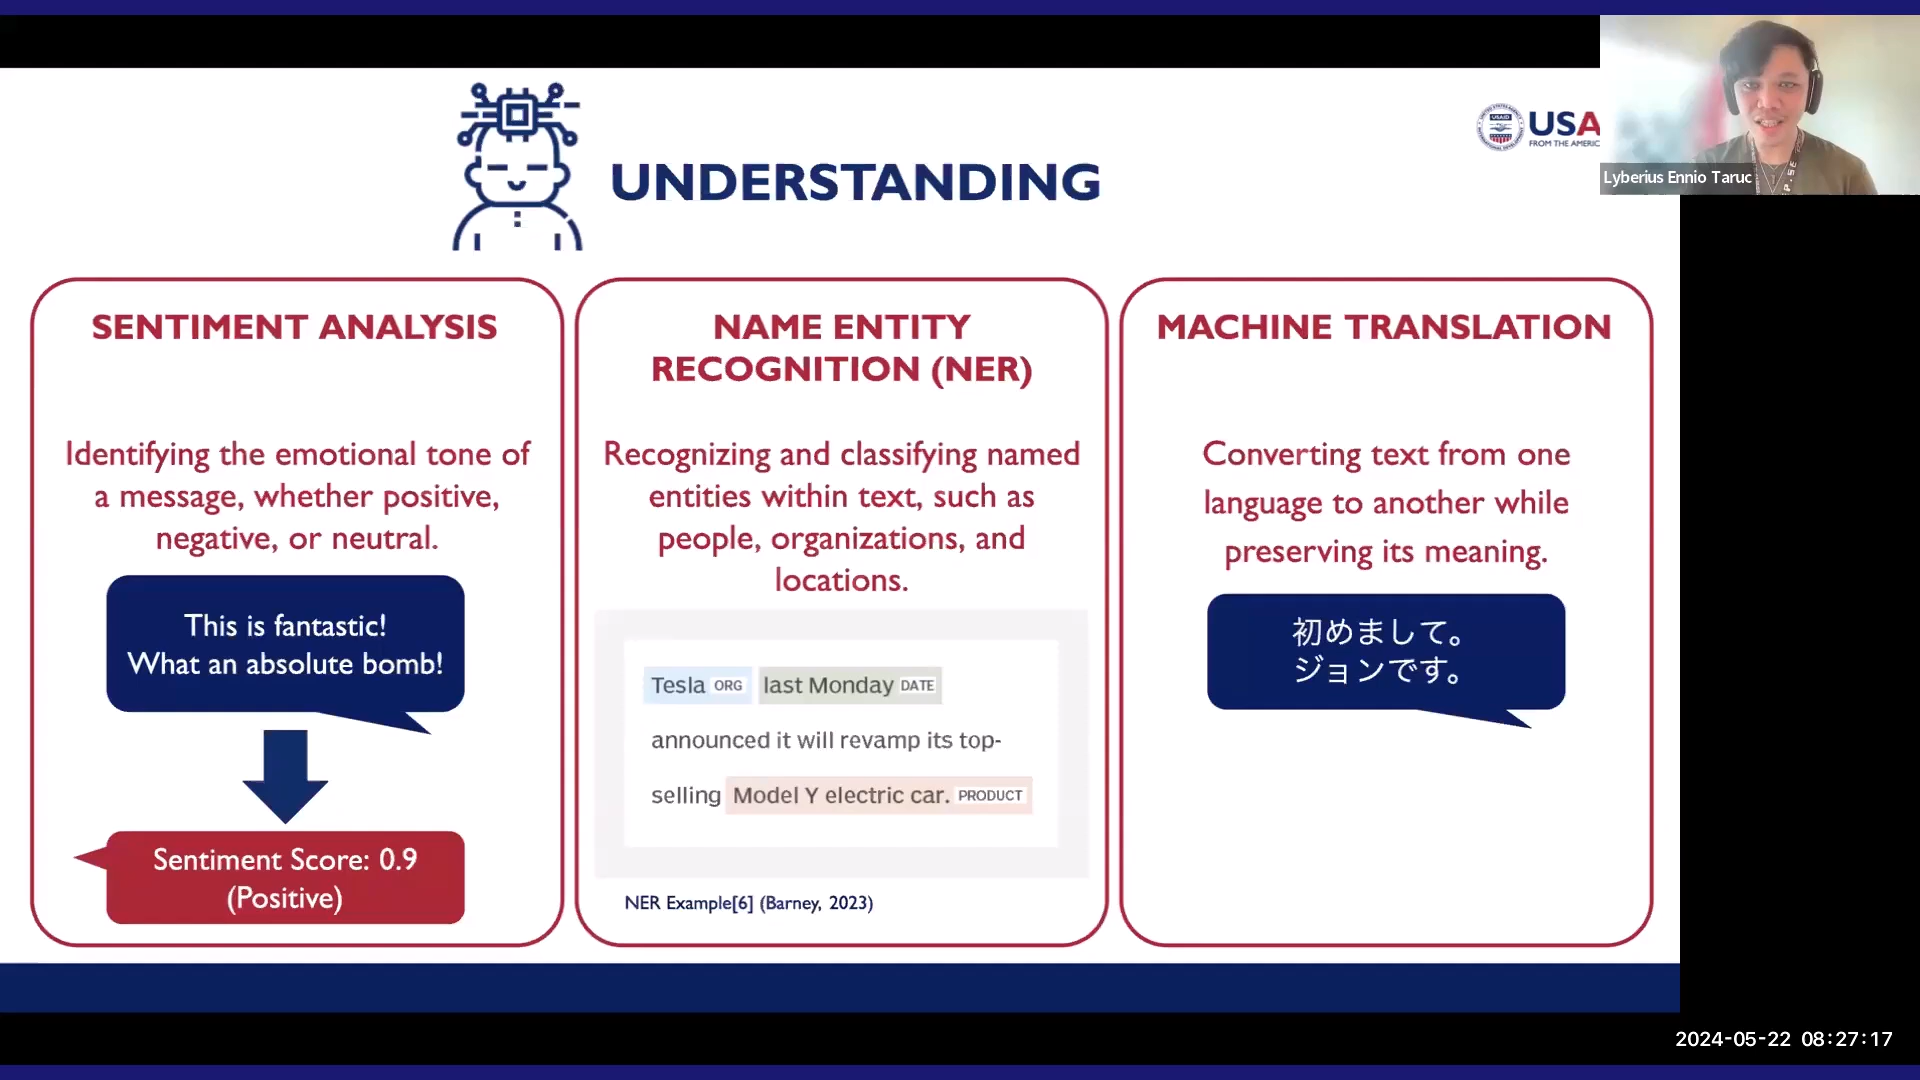 UNDERSTANDING
USAID
USA
FROM THE AMERIC
Lyberius Ennio Taruc
SENTIMENT ANALYSIS
Identifying the emotional tone of
a message, whether positive,
negative, or neutral.
This is fantastic!
What an absolute bomb!
Sentiment Score: 0.9
(Positive)
NAME ENTITY
RECOGNITION (NER)
Recognizing and classifying named
entities within text, such as
people, organizations, and
locations.
Tesla ORG last Monday DATE
announced it will revamp its top-
selling Model Y electric car. PRODUCT
NER Example[6] (Barney, 2023)
MACHINE TRANSLATION
Converting text from one
language to another while
preserving its meaning.
初めまして。
ジョンです。
2024-05-22 08:27:17